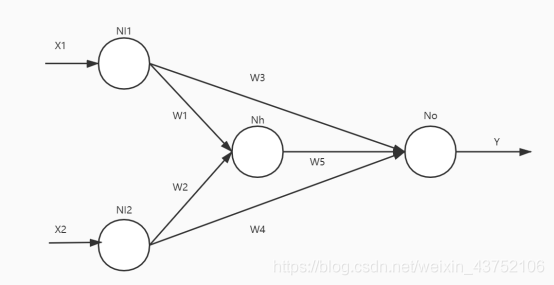 NI1
X1
W3
W1
Nh
No
Y
W5
W2
NI2
X2
W4
https://blog.csdn.net/weixin_43752106